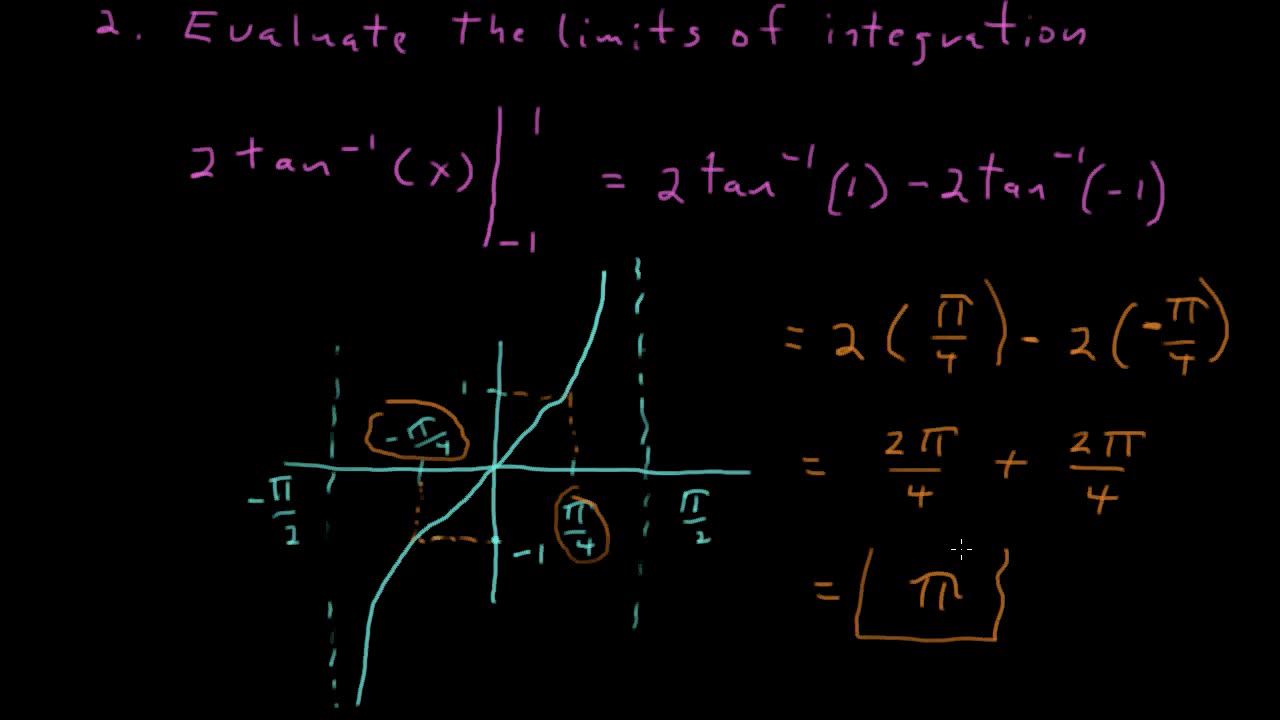 2. Evaluate the limits of integration
2 tan⁻¹(x) |₋₁¹ = 2 tan⁻¹(1) - 2 tan⁻¹(-1)
= 2(π/4) - 2(-π/4)
1
-π/4
= 2π/4 + 2π/4
-π/2
π/4
π/2
-1
= π